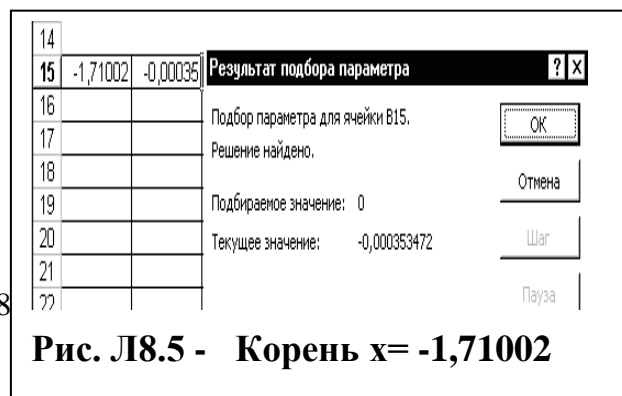 14
15 -1,71002 -0,00035 Результат подбора параметра ? X
16
Подбор параметра для ячейки B15. OK
17
Решение найдено.
18
Отмена
19
Подбираемое значение: 0
20
Текущее значение: -0,000353472 Шаг
21
8 22 Пауза
Рис. Л8.5 - Корень x= -1,71002